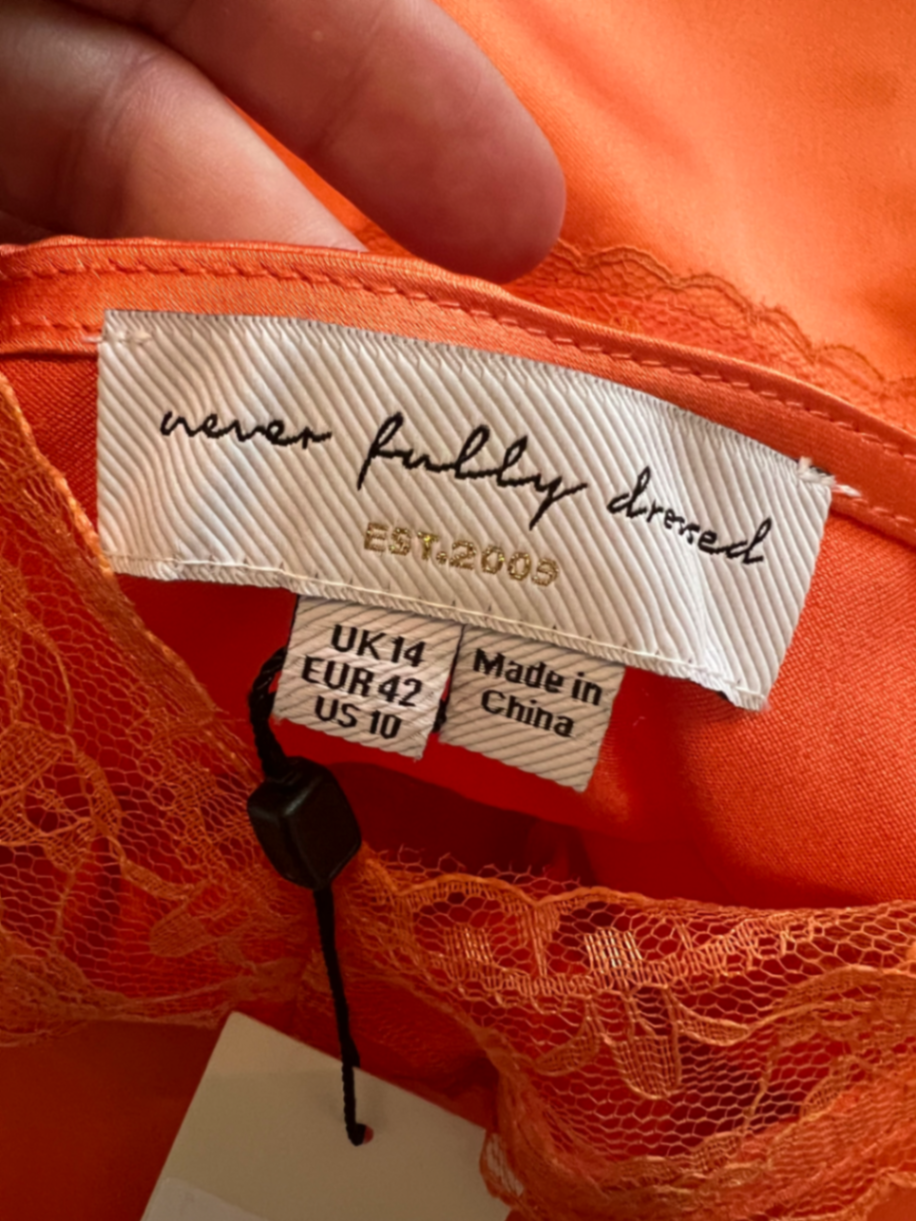 never fully dressed
EST.2009
UK 14
EUR 42
US 10
Made in
China